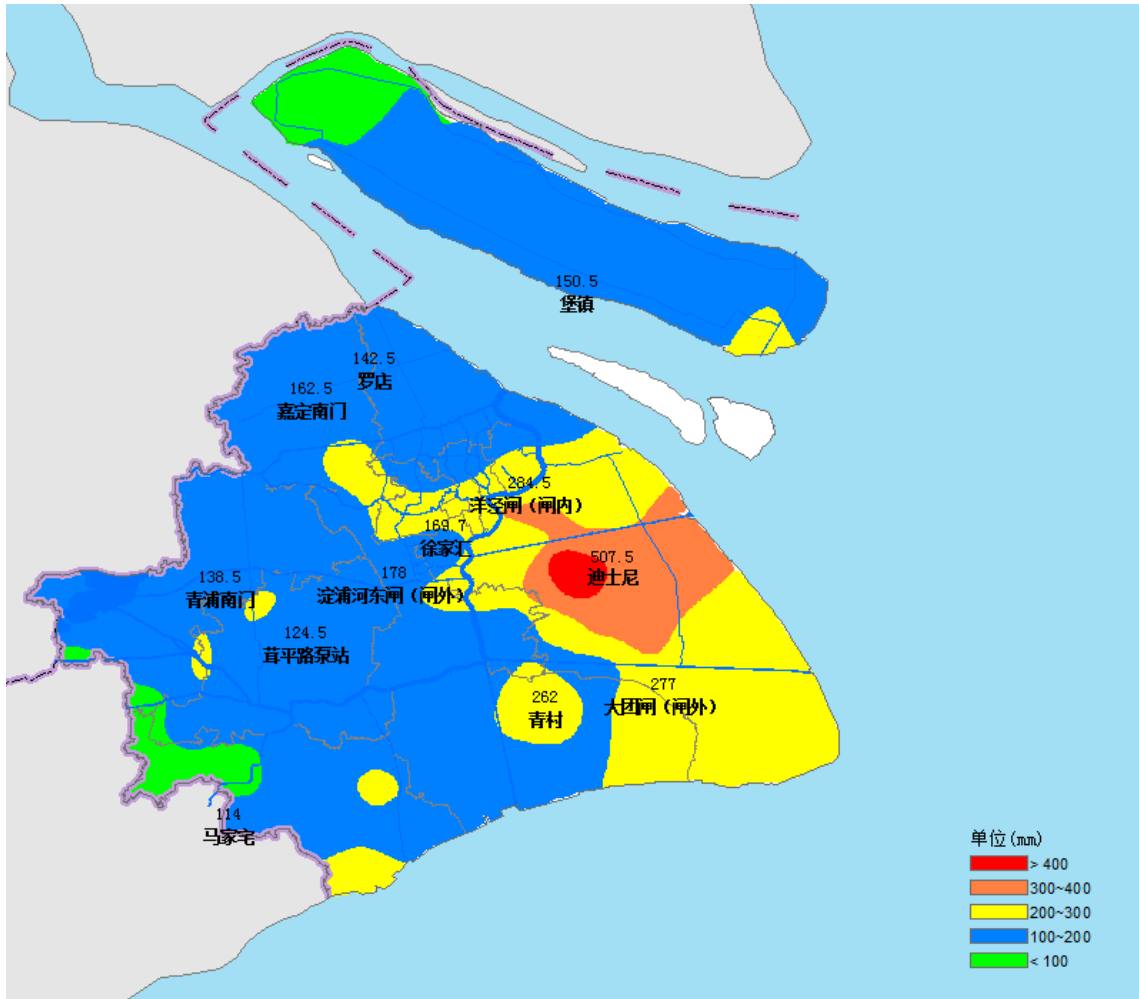 150.5
堡镇
142.5
罗店
162.5
嘉定南门
284.5
洋泾闸（闸内）
169.7
徐家汇
507.5
迪士尼
178
淀浦河东闸（闸外）
138.5
青浦南门
124.5
茸平路泵站
262
青村
277
大团闸（闸外）
114
马家宅
单位(mm)
> 400
300~400
200~300
100~200
< 100